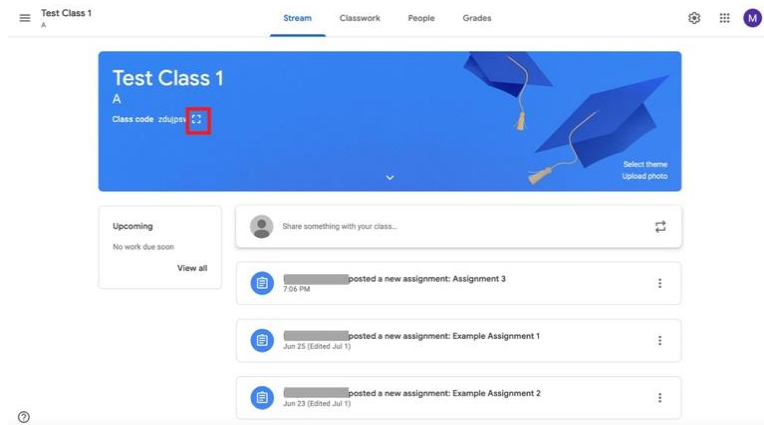 Test Class 1
A
Stream Classwork People Grades
M
Test Class 1
A
Class code
Select theme
Upload photo
Upcoming
No work due soon
View all
Share something with your class...
posted a new assignment: Assignment 3
7:06 PM
posted a new assignment: Example Assignment 1
Jun 25 (Edited Jul 1)
posted a new assignment: Example Assignment 2
Jun 23 (Edited Jul 1)